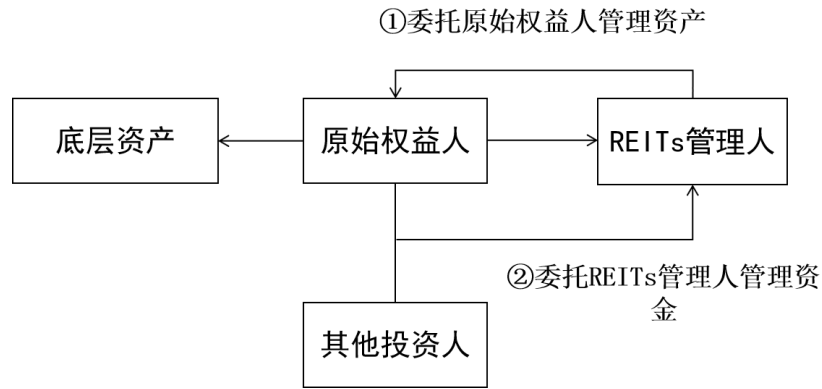 ①委托原始权益人管理资产
底层资产
原始权益人
REITs管理人
②委托REITs管理人管理资
金
其他投资人